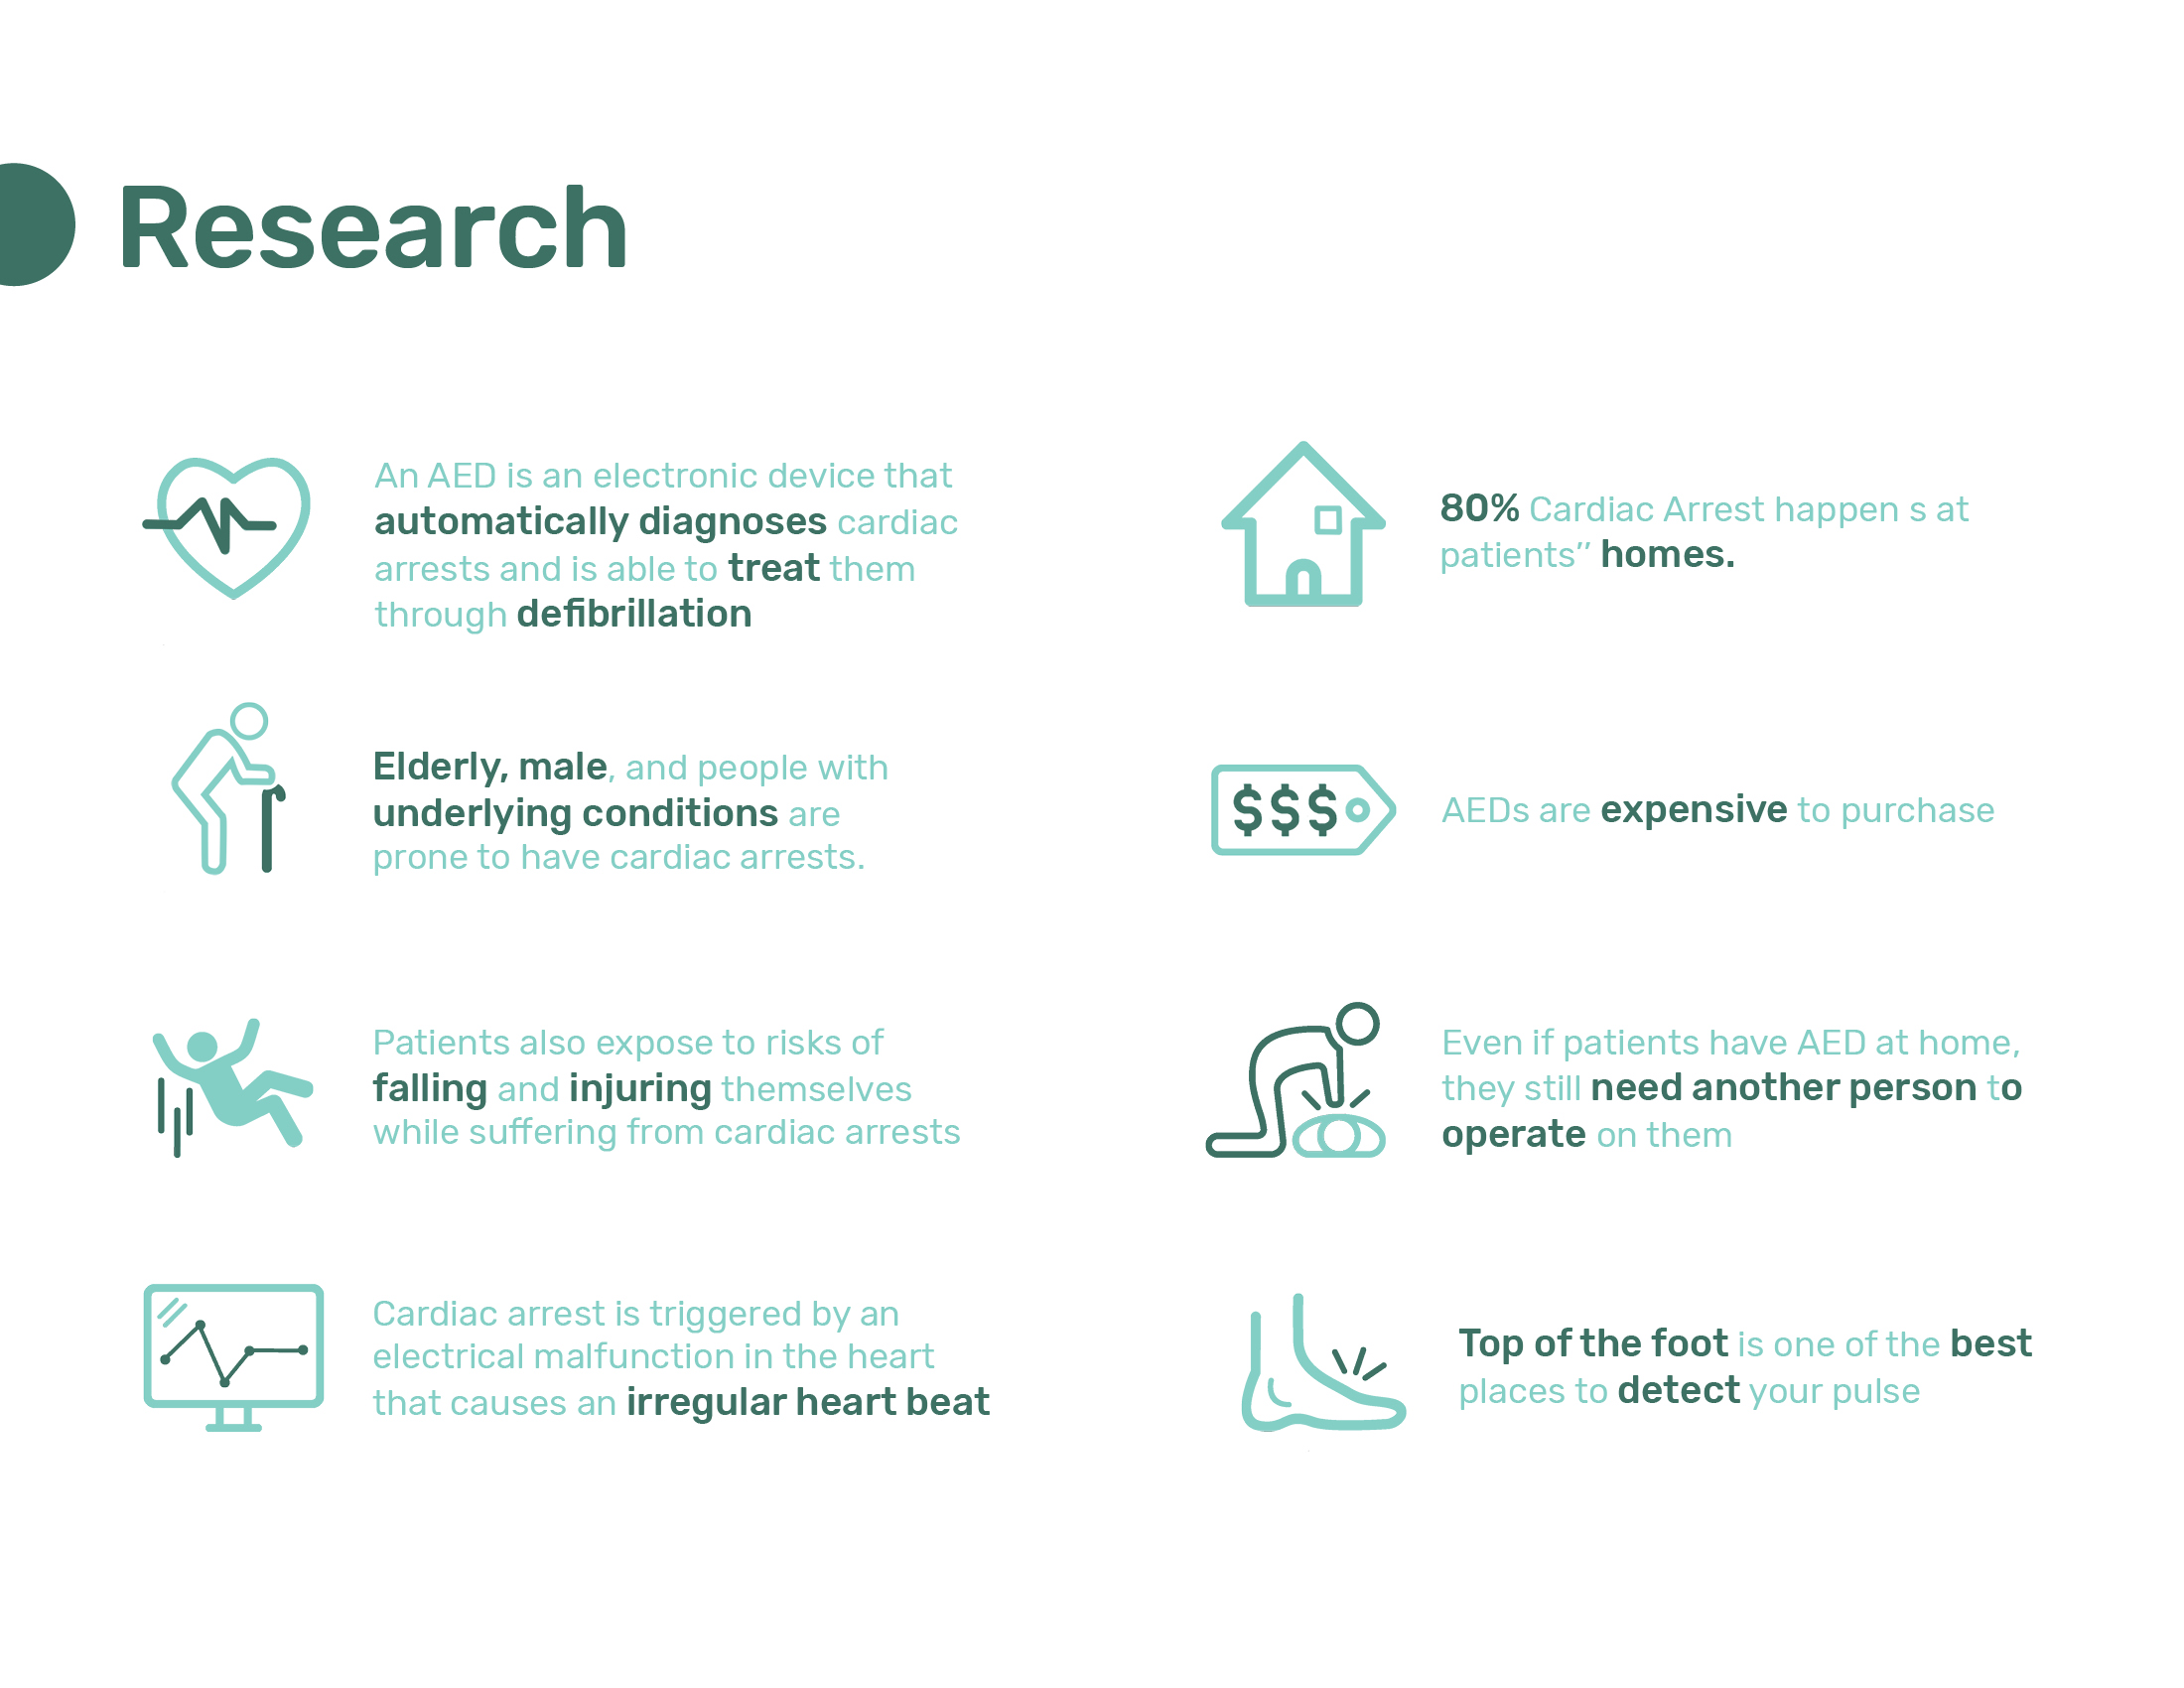 Research
An AED is an electronic device that
automatically diagnoses cardiac
arrests and is able to treat them
through defibrillation
Elderly, male, and people with
underlying conditions are
prone to have cardiac arrests.
Patients also expose to risks of
falling and injuring themselves
while suffering from cardiac arrests
Cardiac arrest is triggered by an
electrical malfunction in the heart
that causes an irregular heart beat
80% Cardiac Arrest happen s at
patients’’ homes.
$$$
AEDs are expensive to purchase
Even if patients have AED at home,
they still need another person to
operate on them
Top of the foot is one of the best
places to detect your pulse